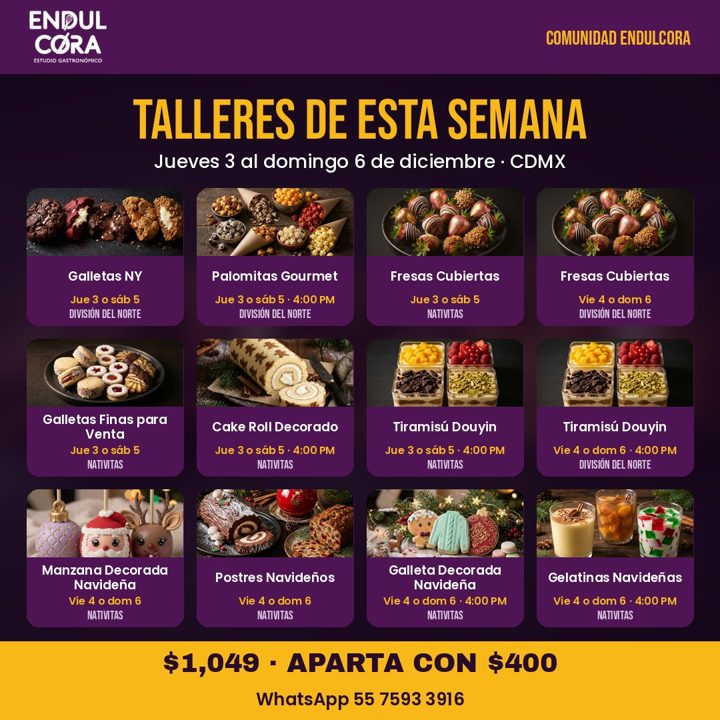 ENDUL
CØRA
ESTUDIO GASTRONÓMICO
COMUNIDAD ENDULCORA
TALLERES DE ESTA SEMANA
Jueves 3 al domingo 6 de diciembre · CDMX
Galletas NY
Jue 3 o sáb 5
DIVISIÓN DEL NORTE
Palomitas Gourmet
Jue 3 o sáb 5 · 4:00 PM
DIVISIÓN DEL NORTE
Fresas Cubiertas
Jue 3 o sáb 5
NATIVITAS
Fresas Cubiertas
Vie 4 o dom 6
DIVISIÓN DEL NORTE
Galletas Finas para
Venta
Jue 3 o sáb 5
NATIVITAS
Cake Roll Decorado
Jue 3 o sáb 5 · 4:00 PM
NATIVITAS
Tiramisú Douyin
Jue 3 o sáb 5 · 4:00 PM
NATIVITAS
Tiramisú Douyin
Vie 4 o dom 6 · 4:00 PM
DIVISIÓN DEL NORTE
Manzana Decorada
Navideña
Vie 4 o dom 6
NATIVITAS
Postres Navideños
Vie 4 o dom 6
NATIVITAS
Galleta Decorada
Navideña
Vie 4 o dom 6 · 4:00 PM
NATIVITAS
Gelatinas Navideñas
Vie 4 o dom 6 · 4:00 PM
NATIVITAS
$1,049 · APARTA CON $400
WhatsApp 55 7593 3916